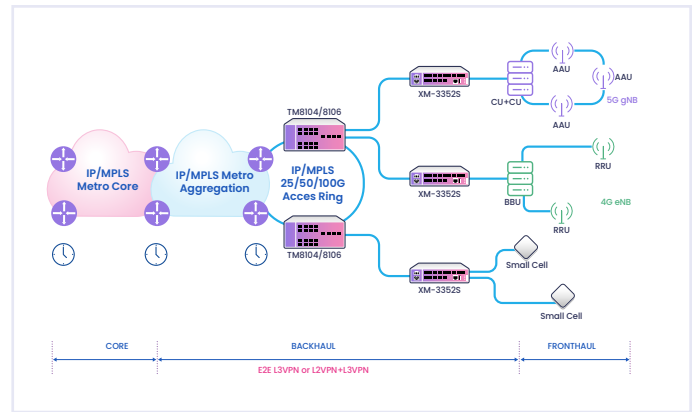 AAU
AAU
CU+CU
5G gNB
AAU
XM-3352S
TM8104/8106
IP/MPLS
Metro Core
IP/MPLS Metro
Aggregation
IP/MPLS
25/50/100G
Acces Ring
XM-3352S
RRU
BBU
4G eNB
RRU
TM8104/8106
XM-3352S
Small Cell
Small Cell
CORE
BACKHAUL
FRONTHAUL
E2E L3VPN or L2VPN+L3VPN